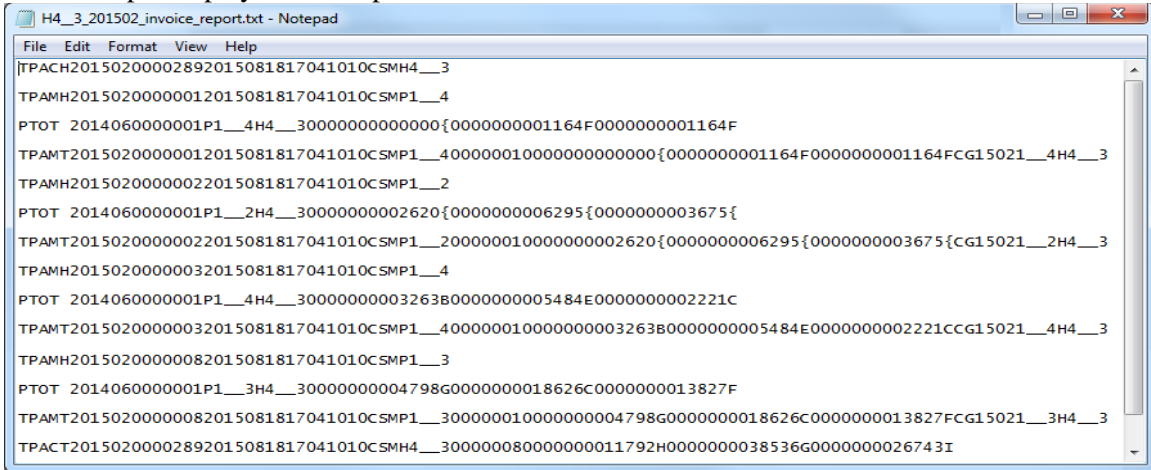 H4__3_201502_invoice_report.txt - Notepad
File Edit Format View Help
TPACH20150200002892015081817041010CSMH4__3
TPAMH20150200000012015081817041010CSMP1__4
PTOT 2014060000001P1__4H4__30000000000000{0000000001164F0000000001164F
TPAMT20150200000012015081817041010CSMP1__400000010000000000000{0000000001164F0000000001164FCG15021__4H4__3
TPAMH20150200000022015081817041010CSMP1__2
PTOT 2014060000001P1__2H4__30000000002620{0000000006295{0000000003675{
TPAMT20150200000022015081817041010CSMP1__200000010000000002620{0000000006295{0000000003675{CG15021__2H4__3
TPAMH20150200000032015081817041010CSMP1__4
PTOT 2014060000001P1__4H4__30000000003263B0000000005484E0000000002221C
TPAMT20150200000032015081817041010CSMP1__400000010000000003263B0000000005484E0000000002221CCG15021__4H4__3
TPAMH20150200000082015081817041010CSMP1__3
PTOT 2014060000001P1__3H4__30000000004798G0000000018626C0000000013827F
TPAMT20150200000082015081817041010CSMP1__300000010000000004798G0000000018626C0000000013827FCG15021__3H4__3
TPACT20150200002892015081817041010CSMH4__300000080000000011792H0000000038536G0000000026743I